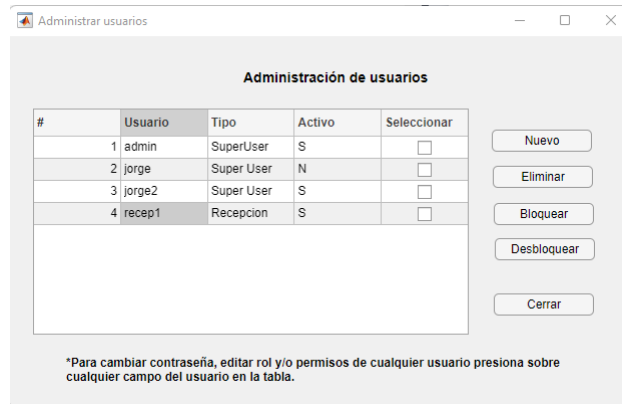 Administrar usuarios
Administración de usuarios
# Usuario Tipo Activo Seleccionar
1 admin SuperUser S
2 jorge Super User N
3 jorge2 Super User S
4 recep1 Recepcion S
Nuevo
Eliminar
Bloquear
Desbloquear
Cerrar
*Para cambiar contraseña, editar rol y/o permisos de cualquier usuario presiona sobre
cualquier campo del usuario en la tabla.